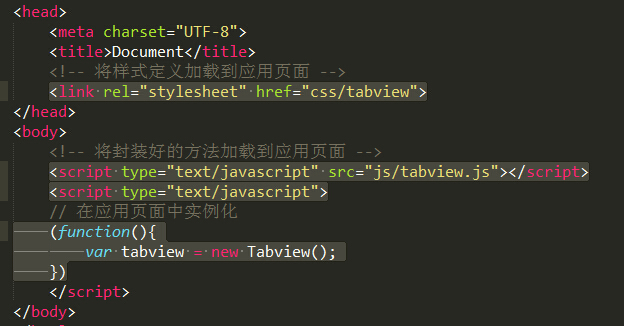 <head>
<meta charset="UTF-8">
<title>Document</title>
<!-- 将样式定义加载到应用页面 -->
<link rel="stylesheet" href="css/tabview">
</head>
<body>
<!-- 将封装好的方法加载到应用页面 -->
<script type="text/javascript" src="js/tabview.js"></script>
<script type="text/javascript">
// 在应用页面中实例化
(function(){
var tabview = new Tabview();
})
</script>
</body>